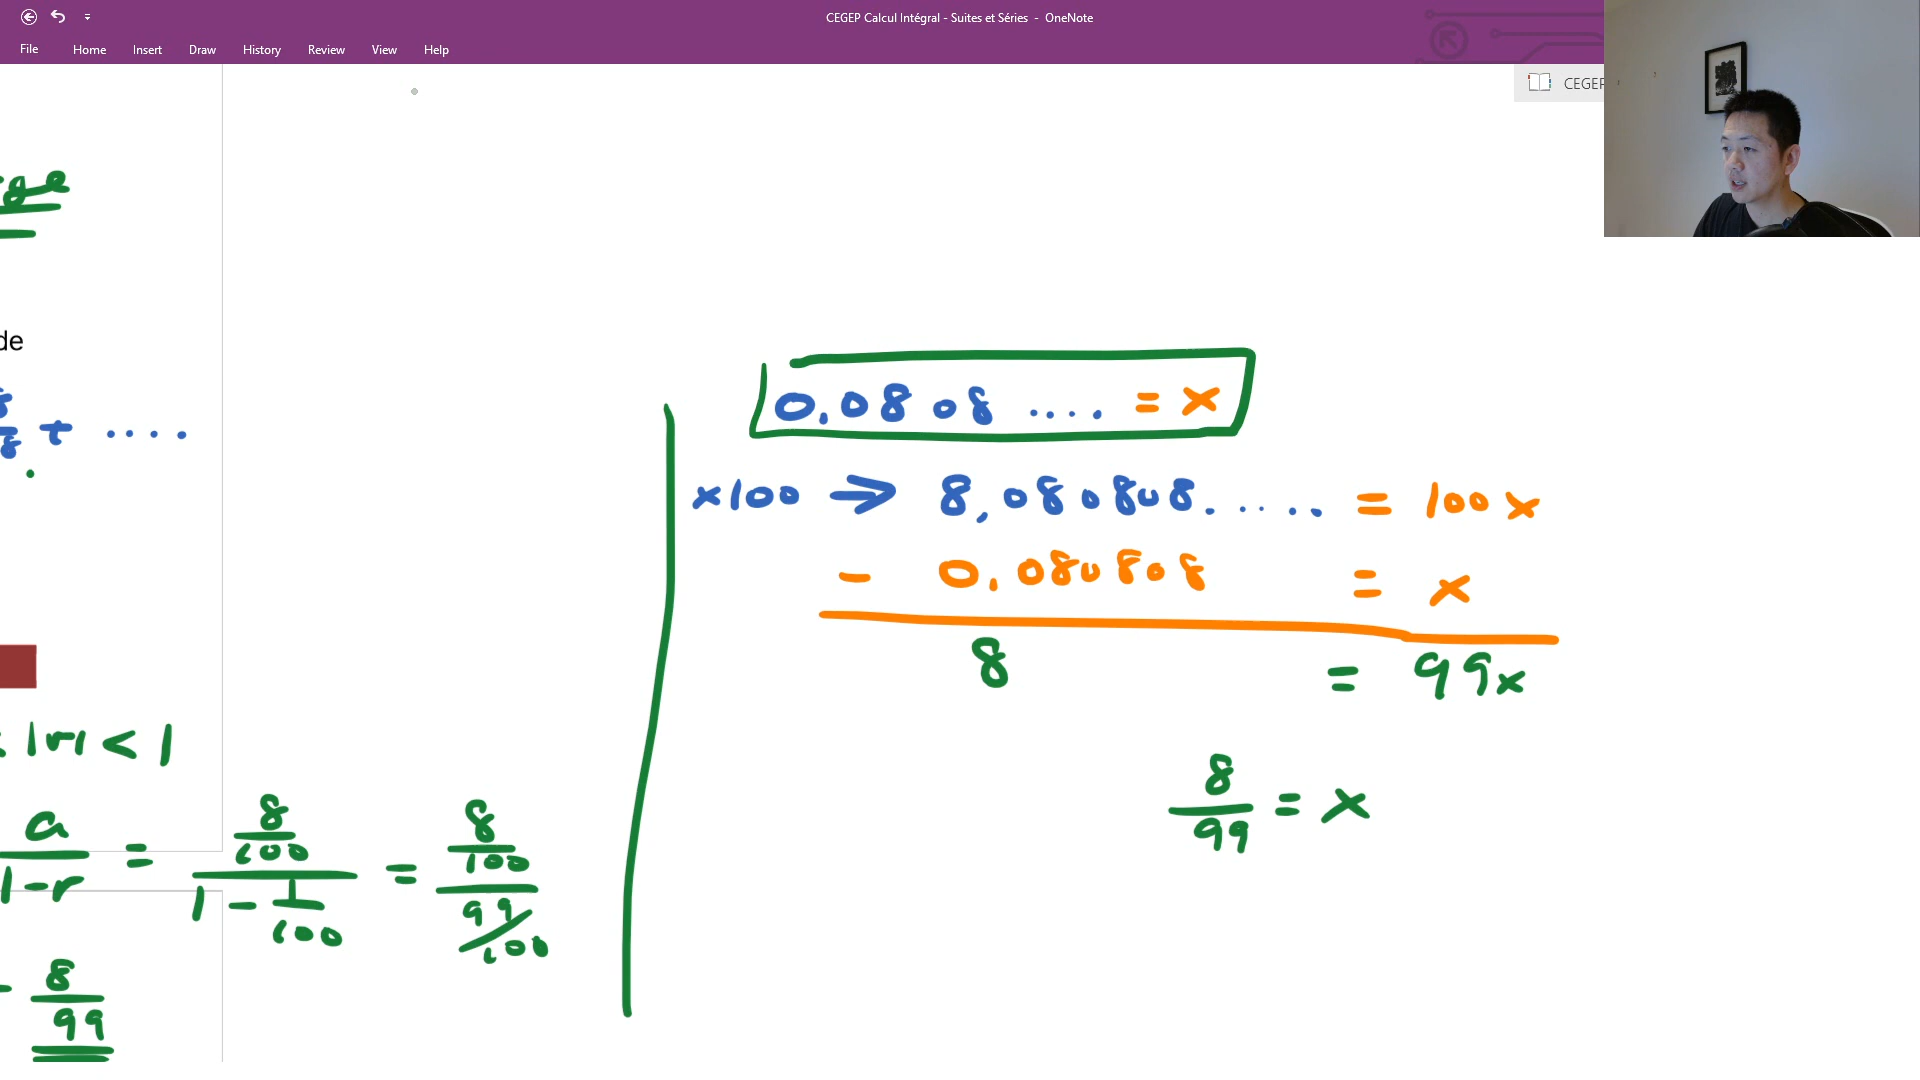 CEGEP Calcul Intégral - Suites et Séries - OneNote
File Home Insert Draw History Review View Help
CEGEP
de
+ ....
|r| < 1
a/(1-r) = (8/100)/(1 - 1/100) = (8/100)/(99/100)
8/99
0,0808 .... = x
x100 → 8,080808..... = 100x
- 0,080808 = x
8 = 99x
8/99 = x